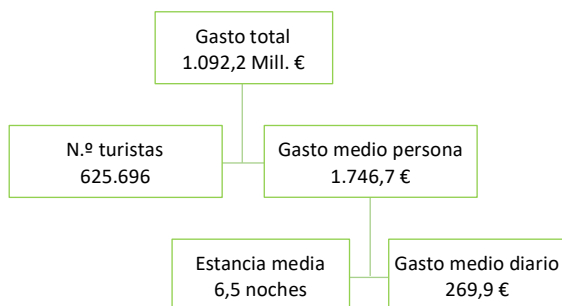 Gasto total
1.092,2 Mill. €
N.º turistas
625.696
Gasto medio persona
1.746,7 €
Estancia media
6,5 noches
Gasto medio diario
269,9 €